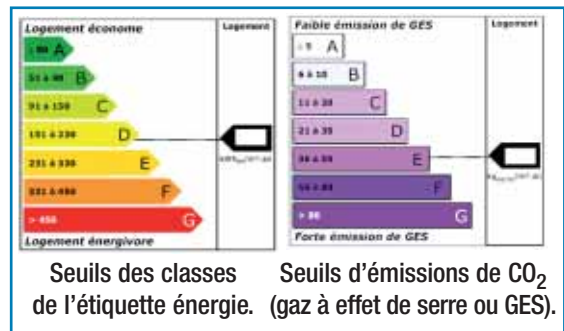 Logement économe
Logement
A
51 à 90 B
91 à 150 C
151 à 230 D
231 à 330 E
331 à 450 F
> 450 G
Logement énergivore
Faible émission de GES
Logement
A
6 à 10 B
11 à 20 C
21 à 35 D
36 à 55 E
56 à 80 F
> 80 G
Forte émission de GES
Seuils des classes
de l’étiquette énergie.
Seuils d’émissions de CO₂
(gaz à effet de serre ou GES).